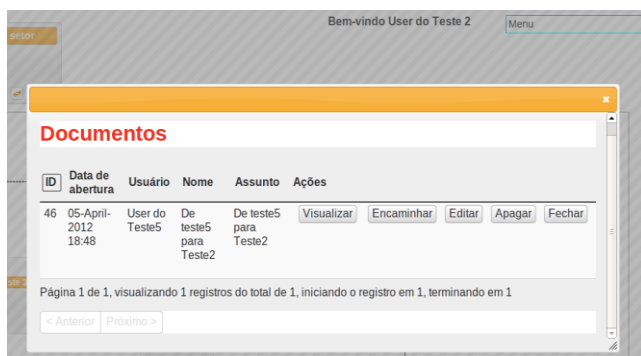 Bem-vindo User do Teste 2
Menu
setor
Documentos
ID Data de abertura Usuário Nome Assunto Ações
46 05-April-2012 18:48 User do Teste5 De teste5 para Teste2 De teste5 para Teste2 Visualizar Encaminhar Editar Apagar Fechar
Página 1 de 1, visualizando 1 registros do total de 1, iniciando o registro em 1, terminando em 1
< Anterior Próximo >